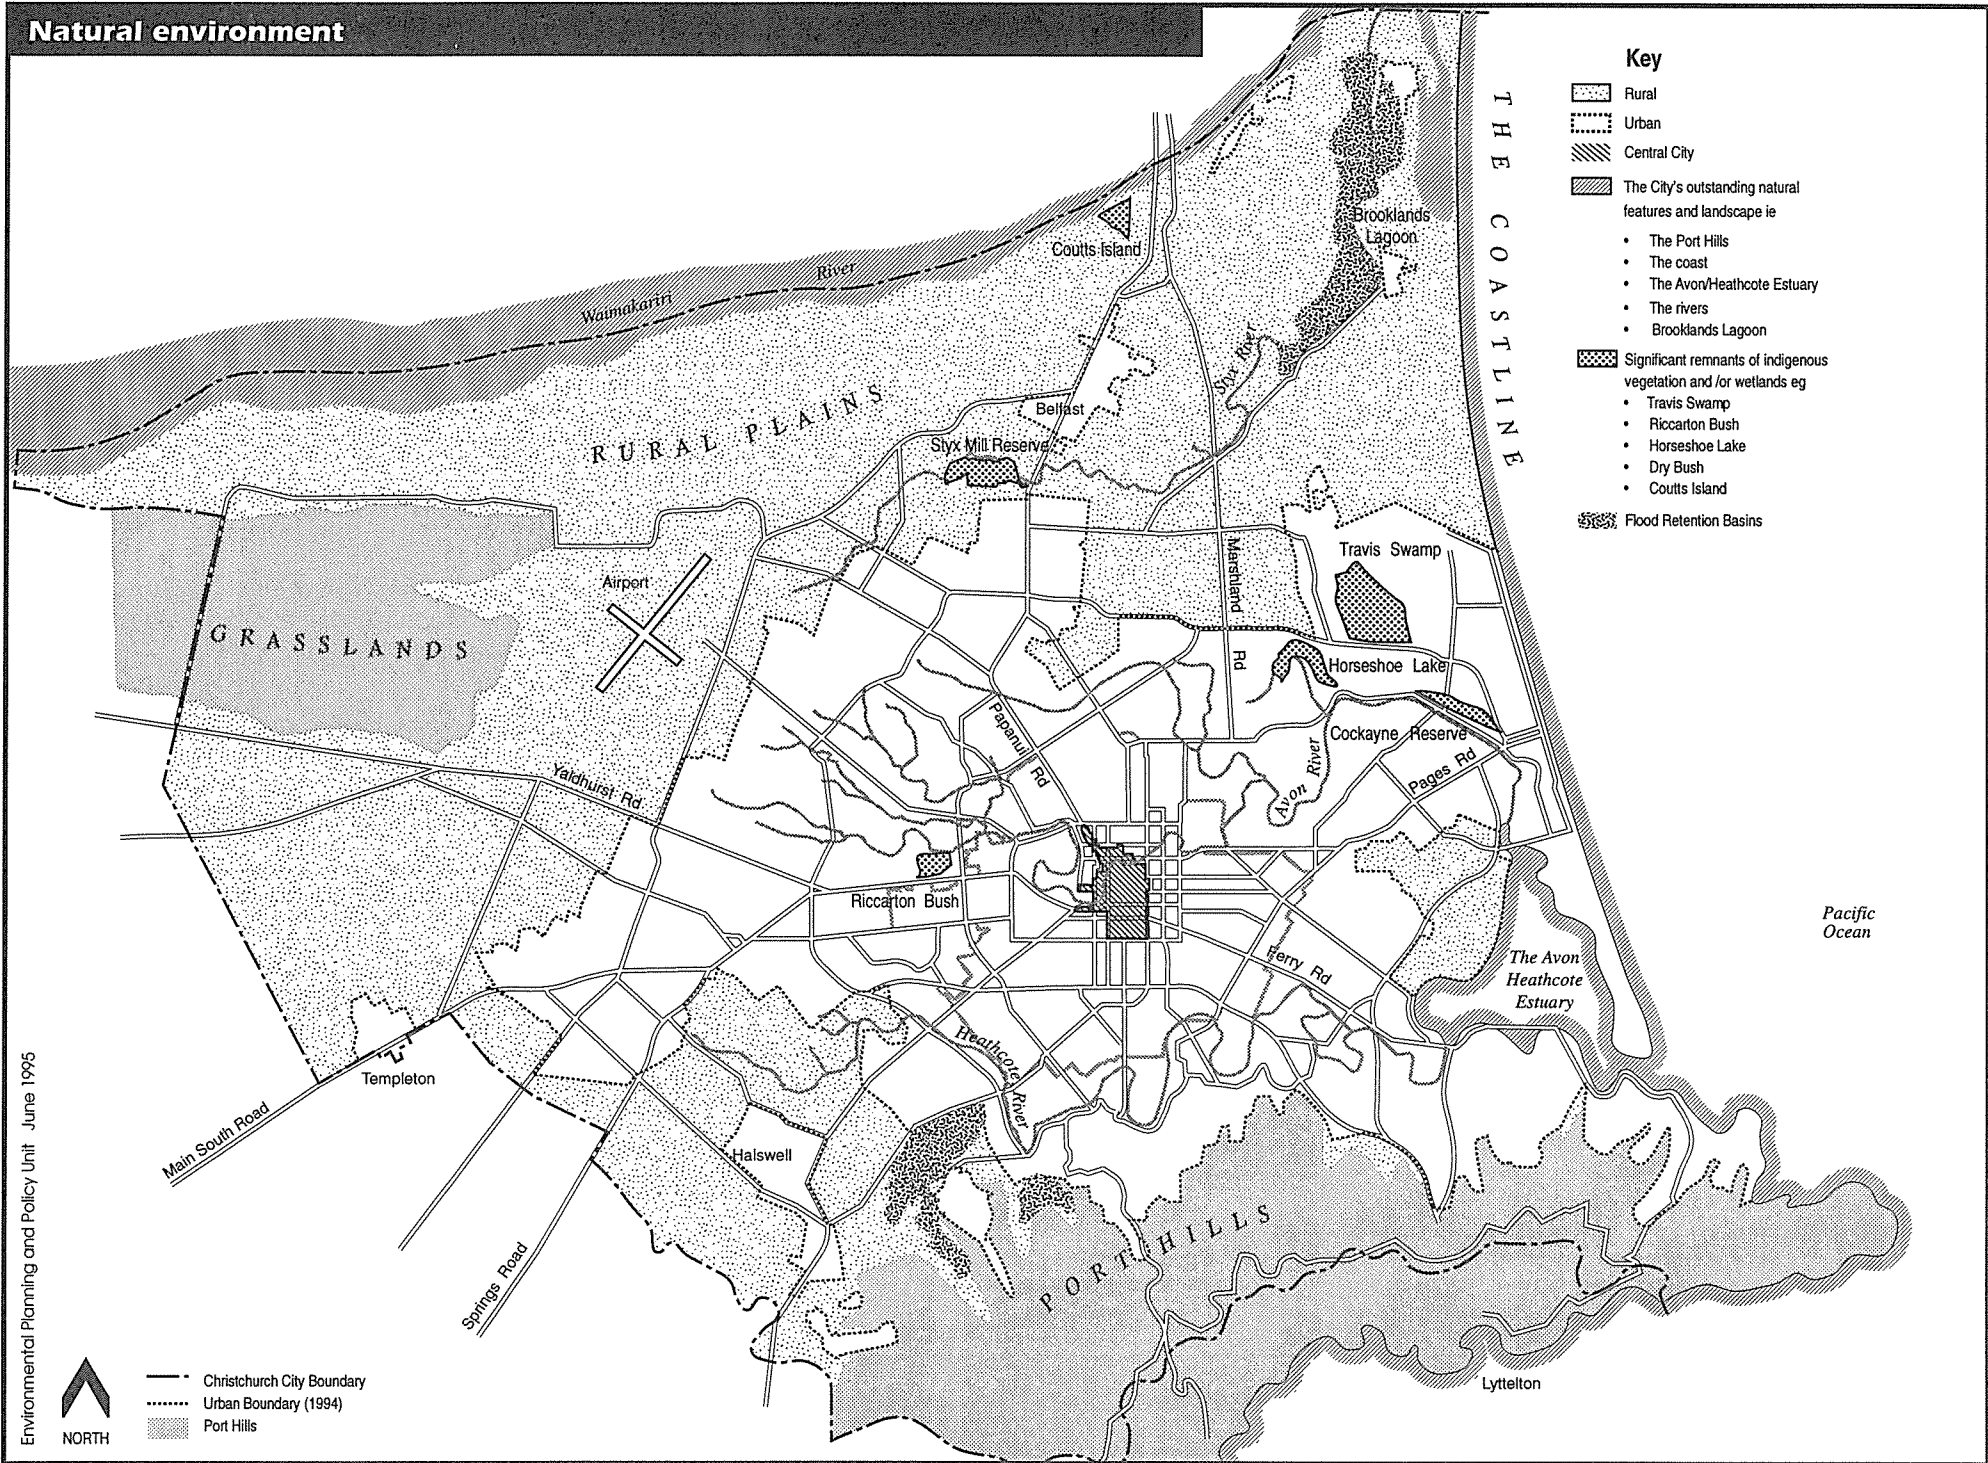 Natural environment
Key
Rural
Urban
Central City
The City's outstanding natural
features and landscape ie
• The Port Hills
• The coast
• The Avon/Heathcote Estuary
• The rivers
• Brooklands Lagoon
Significant remnants of indigenous
vegetation and /or wetlands eg
• Travis Swamp
• Riccarton Bush
• Horseshoe Lake
• Dry Bush
• Coutts Island
Flood Retention Basins
THE COASTLINE
Brooklands
Lagoon
Coutts Island
Waimakariri River
Styx River
RURAL PLAINS
Belfast
Styx Mill Reserve
Travis Swamp
Marshland Rd
Airport
GRASSLANDS
Horseshoe Lake
Papanui Rd
Cockayne Reserve
Avon River
Pages Rd
Yaldhurst Rd
Riccarton Bush
Pacific
Ocean
The Avon
Heathcote
Estuary
Ferry Rd
Heathcote River
Templeton
Main South Road
Halswell
PORT HILLS
Springs Road
Lyttelton
Christchurch City Boundary
Urban Boundary (1994)
Port Hills
NORTH
Environmental Planning and Policy Unit June 1995